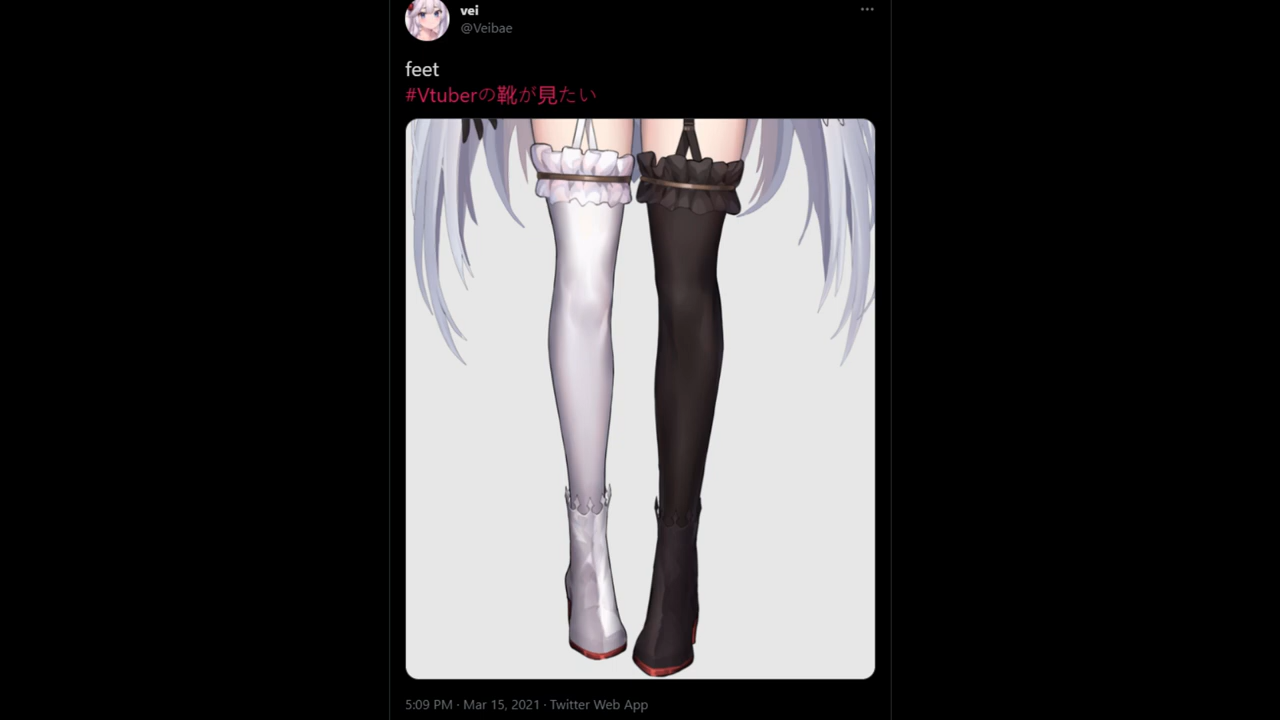 vei
@Veibae
feet
#Vtuberの靴が見たい
5:09 PM · Mar 15, 2021 · Twitter Web App